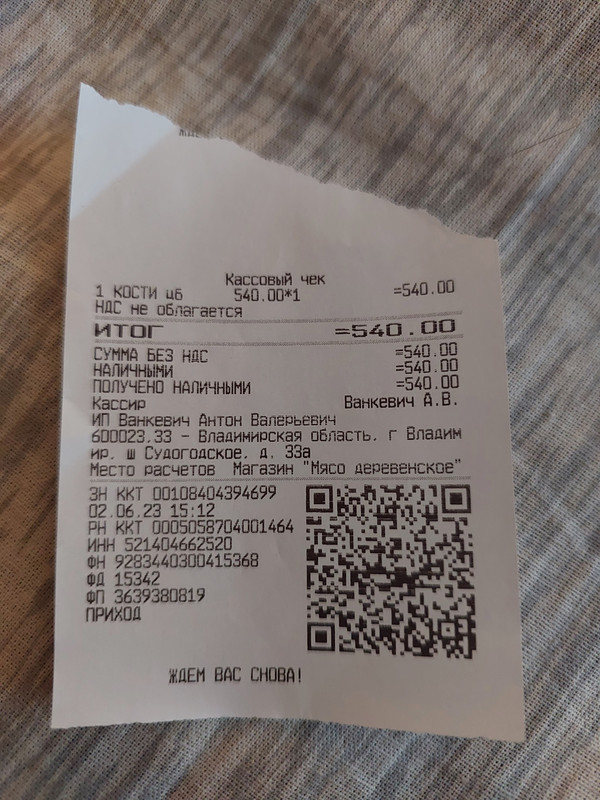 Кассовый чек
1 КОСТИ цб 540.00*1 =540.00
НДС не облагается
ИТОГ =540.00
СУММА БЕЗ НДС =540.00
НАЛИЧНЫМИ =540.00
ПОЛУЧЕНО НАЛИЧНЫМИ =540.00
Кассир Ванкевич А.В.
ИП Ванкевич Антон Валерьевич
600023,33 - Владимирская область, г Владим
ир, ш Судогодское, д. 33а
Место расчетов Магазин "Мясо деревенское"
ЗН ККТ 00108404394699
02.06.23 15:12
РН ККТ 0005058704001464
ИНН 521404662520
ФН 9283440300415368
ФД 15342
ФП 3639380819
ПРИХОД
ЖДЕМ ВАС СНОВА!